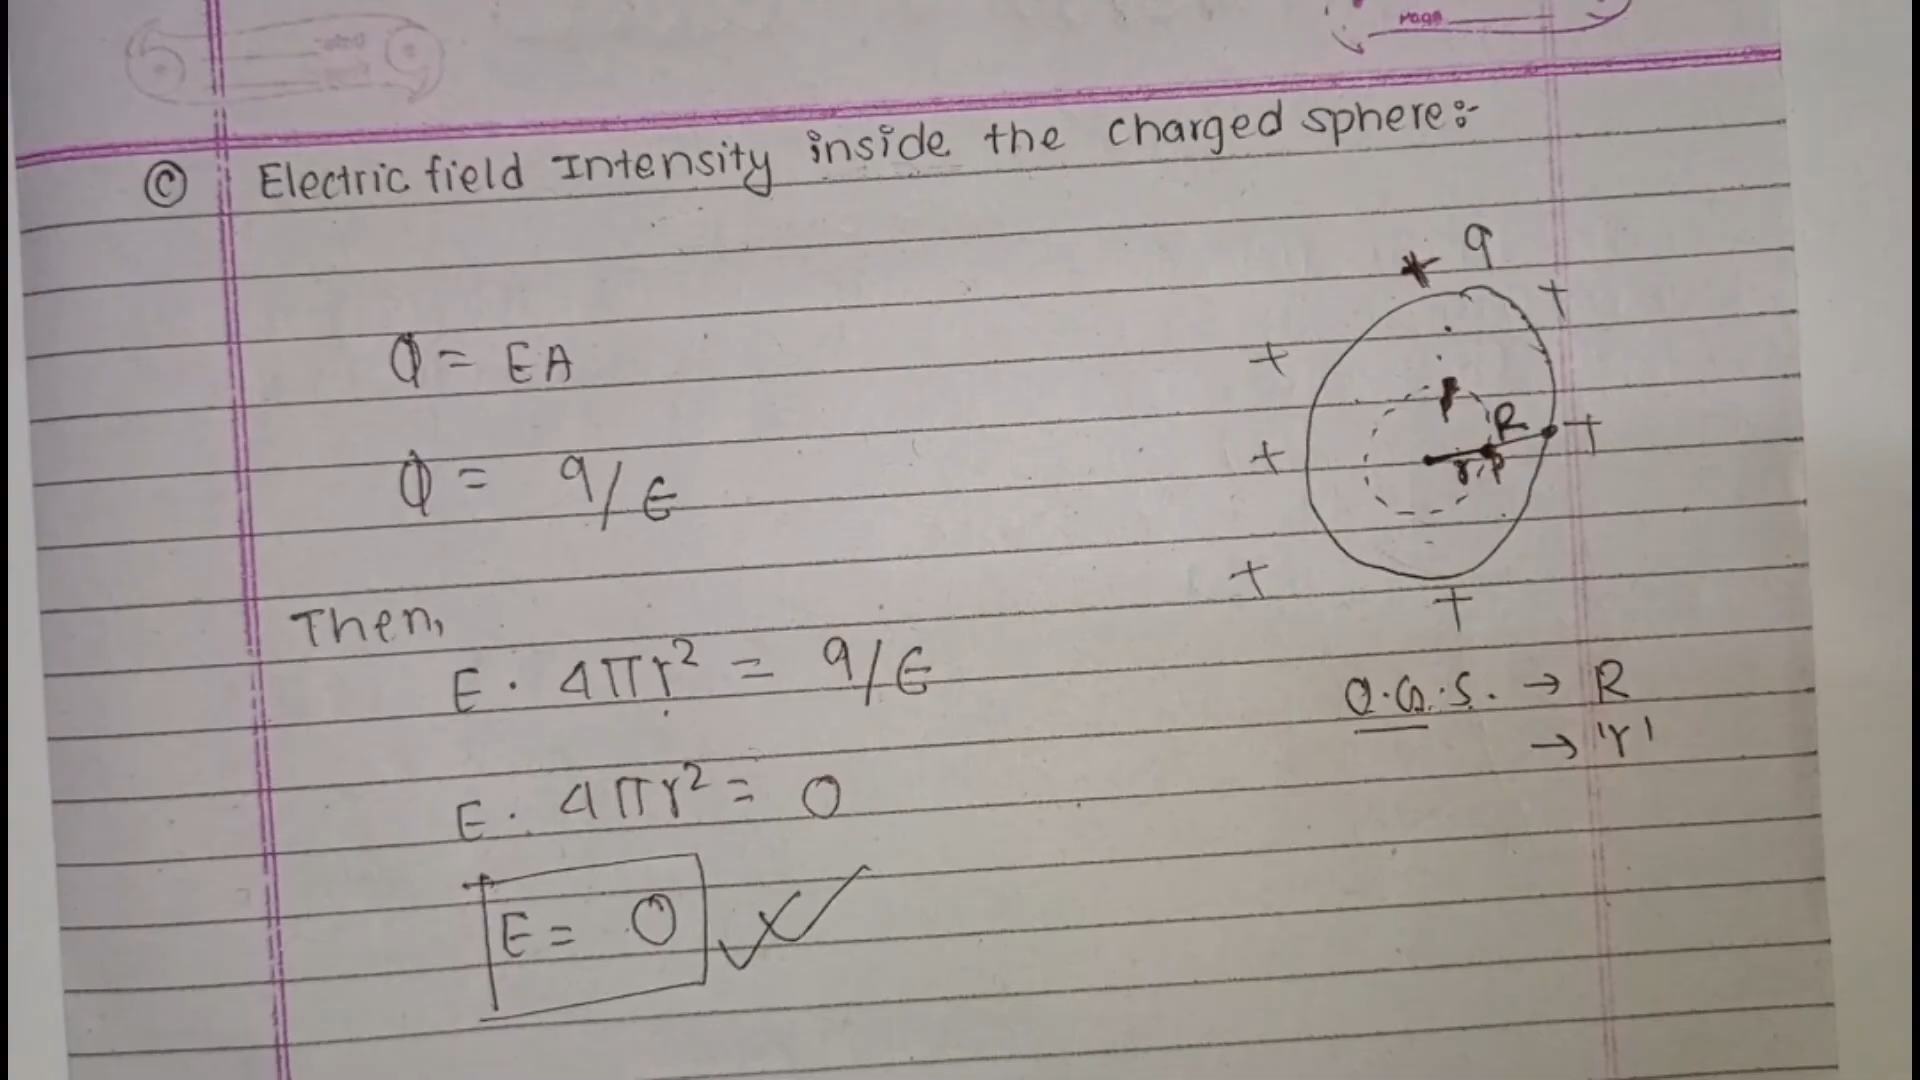 Page
© Electric field Intensity inside the charged sphere:-
q
+ +
+
Φ = EA
P
R
+ +
r P
Φ = q/ϵ
+
+
Then,
E · 4πr² = q/ϵ
O.G.S. → R
→ 'r'
E · 4πr² = 0
E = 0